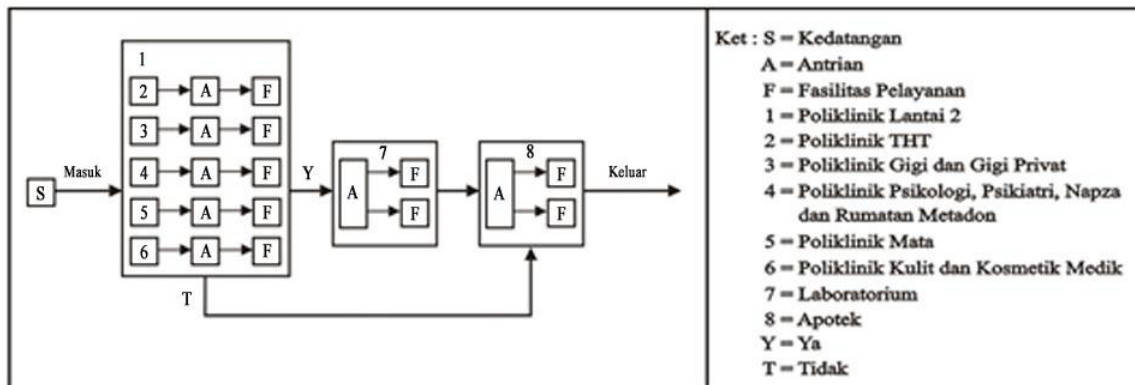 1
2 A F
3 A F
4 A F
5 A F
6 A F
S Masuk
Y
T
7
A F
F
8
A F
F
Keluar
Ket : S = Kedatangan
A = Antrian
F = Fasilitas Pelayanan
1 = Poliklinik Lantai 2
2 = Poliklinik THT
3 = Poliklinik Gigi dan Gigi Privat
4 = Poliklinik Psikologi, Psikiatri, Napza
dan Rumatan Metadon
5 = Poliklinik Mata
6 = Poliklinik Kulit dan Kosmetik Medik
7 = Laboratorium
8 = Apotek
Y = Ya
T = Tidak